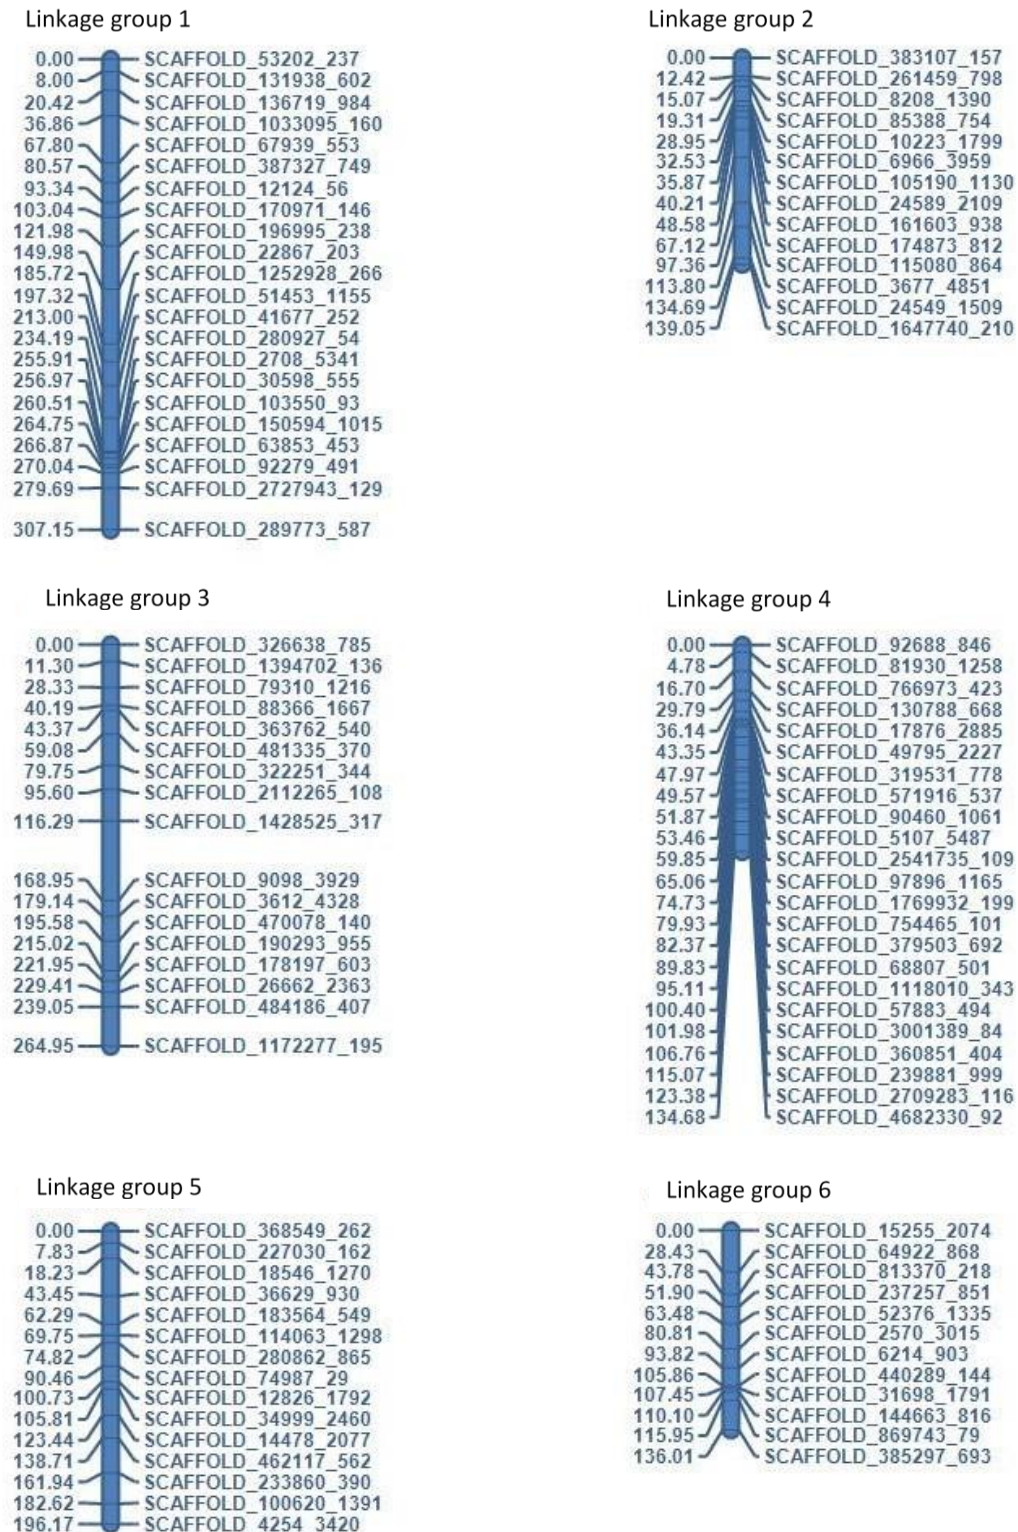 Linkage group 1
0.00 SCAFFOLD_53202_237
8.00 SCAFFOLD_131938_602
20.42 SCAFFOLD_136719_984
36.86 SCAFFOLD_1033095_160
67.80 SCAFFOLD_67939_553
80.57 SCAFFOLD_387327_749
93.34 SCAFFOLD_12124_56
103.04 SCAFFOLD_170971_146
121.98 SCAFFOLD_196995_238
149.98 SCAFFOLD_22867_203
185.72 SCAFFOLD_1252928_266
197.32 SCAFFOLD_51453_1155
213.00 SCAFFOLD_41677_252
234.19 SCAFFOLD_280927_54
255.91 SCAFFOLD_2708_5341
256.97 SCAFFOLD_30598_555
260.51 SCAFFOLD_103550_93
264.75 SCAFFOLD_150594_1015
266.87 SCAFFOLD_63853_453
270.04 SCAFFOLD_92279_491
279.69 SCAFFOLD_2727943_129
307.15 SCAFFOLD_289773_587
Linkage group 2
0.00 SCAFFOLD_383107_157
12.42 SCAFFOLD_261459_798
15.07 SCAFFOLD_8208_1390
19.31 SCAFFOLD_85388_754
28.95 SCAFFOLD_10223_1799
32.53 SCAFFOLD_6966_3959
35.87 SCAFFOLD_105190_1130
40.21 SCAFFOLD_24589_2109
48.58 SCAFFOLD_161603_938
67.12 SCAFFOLD_174873_812
97.36 SCAFFOLD_115080_864
113.80 SCAFFOLD_3677_4851
134.69 SCAFFOLD_24549_1509
139.05 SCAFFOLD_1647740_210
Linkage group 3
0.00 SCAFFOLD_326638_785
11.30 SCAFFOLD_1394702_136
28.33 SCAFFOLD_79310_1216
40.19 SCAFFOLD_88366_1667
43.37 SCAFFOLD_363762_540
59.08 SCAFFOLD_481335_370
79.75 SCAFFOLD_322251_344
95.60 SCAFFOLD_2112265_108
116.29 SCAFFOLD_1428525_317
168.95 SCAFFOLD_9098_3929
179.14 SCAFFOLD_3612_4328
195.58 SCAFFOLD_470078_140
215.02 SCAFFOLD_190293_955
221.95 SCAFFOLD_178197_603
229.41 SCAFFOLD_26662_2363
239.05 SCAFFOLD_484186_407
264.95 SCAFFOLD_1172277_195
Linkage group 4
0.00 SCAFFOLD_92688_846
4.78 SCAFFOLD_81930_1258
16.70 SCAFFOLD_766973_423
29.79 SCAFFOLD_130788_668
36.14 SCAFFOLD_17876_2885
43.35 SCAFFOLD_49795_2227
47.97 SCAFFOLD_319531_778
49.57 SCAFFOLD_571916_537
51.87 SCAFFOLD_90460_1061
53.46 SCAFFOLD_5107_5487
59.85 SCAFFOLD_2541735_109
65.06 SCAFFOLD_97896_1165
74.73 SCAFFOLD_1769932_199
79.93 SCAFFOLD_754465_101
82.37 SCAFFOLD_379503_692
89.83 SCAFFOLD_68807_501
95.11 SCAFFOLD_1118010_343
100.40 SCAFFOLD_57883_494
101.98 SCAFFOLD_3001389_84
106.76 SCAFFOLD_360851_404
115.07 SCAFFOLD_239881_999
123.38 SCAFFOLD_2709283_116
134.68 SCAFFOLD_4682330_92
Linkage group 5
0.00 SCAFFOLD_368549_262
7.83 SCAFFOLD_227030_162
18.23 SCAFFOLD_18546_1270
43.45 SCAFFOLD_36629_930
62.29 SCAFFOLD_183564_549
69.75 SCAFFOLD_114063_1298
74.82 SCAFFOLD_280862_865
90.46 SCAFFOLD_74987_29
100.73 SCAFFOLD_12826_1792
105.81 SCAFFOLD_34999_2460
123.44 SCAFFOLD_14478_2077
138.71 SCAFFOLD_462117_562
161.94 SCAFFOLD_233860_390
182.62 SCAFFOLD_100620_1391
196.17 SCAFFOLD_4254_3420
Linkage group 6
0.00 SCAFFOLD_15255_2074
28.43 SCAFFOLD_64922_868
43.78 SCAFFOLD_813370_218
51.90 SCAFFOLD_237257_851
63.48 SCAFFOLD_52376_1335
80.81 SCAFFOLD_2570_3015
93.82 SCAFFOLD_6214_903
105.86 SCAFFOLD_440289_144
107.45 SCAFFOLD_31698_1791
110.10 SCAFFOLD_144663_816
115.95 SCAFFOLD_869743_79
136.01 SCAFFOLD_385297_693